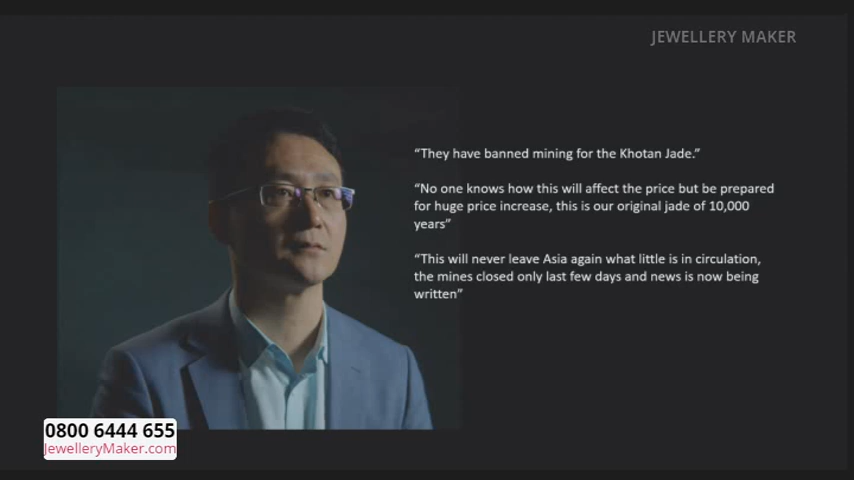 JEWELLERY MAKER
“They have banned mining for the Khotan Jade.”
“No one knows how this will affect the price but be prepared
for huge price increase, this is our original jade of 10,000
years”
“This will never leave Asia again what little is in circulation,
the mines closed only last few days and news is now being
written”
0800 6444 655
JewelleryMaker.com